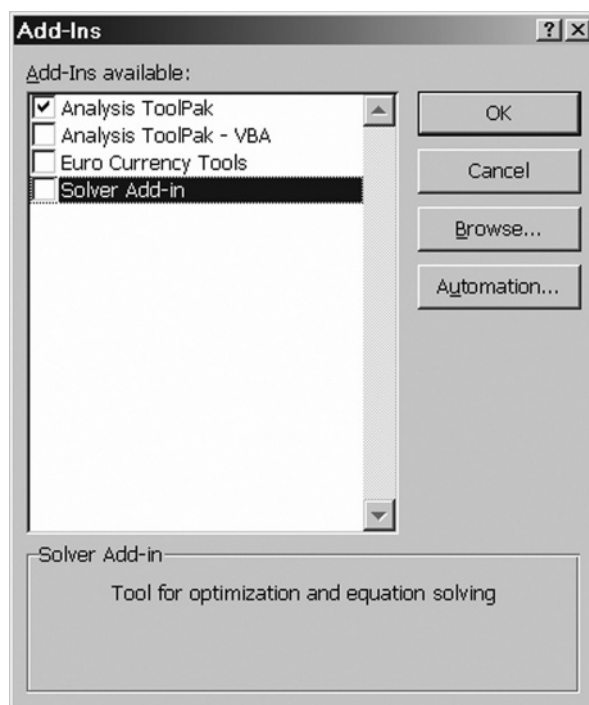 Add-Ins
Add-Ins available:
Analysis ToolPak
Analysis ToolPak - VBA
Euro Currency Tools
Solver Add-in
OK
Cancel
Browse...
Automation...
Solver Add-in
Tool for optimization and equation solving